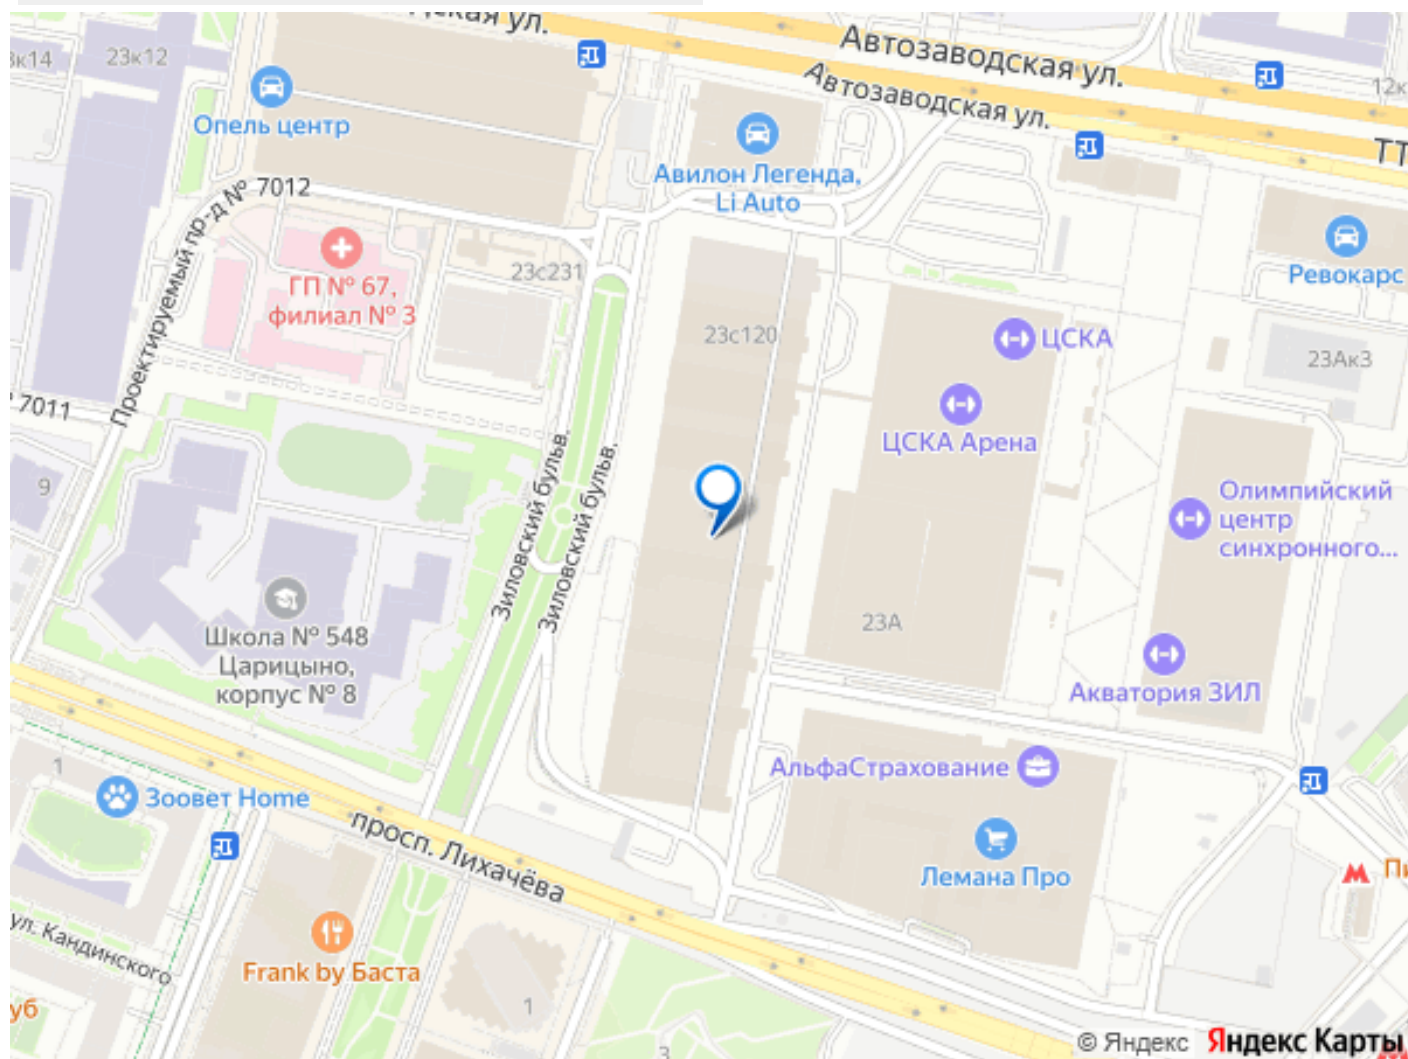 Автозаводская ул.
Автозаводская ул.
23к12
12к
ТТ
Опель центр
Авилон Легенда,
Li Auto
Проектируемый пр-д № 7012
ГП № 67,
филиал № 3
23с231
23с120
Ревокарс
23Ак3
ЦСКА
ЦСКА Арена
7011
9
Зиловский бульв.
Зиловский бульв.
Олимпийский
центр
синхронного...
23А
Школа № 548
Царицыно,
корпус № 8
Акватория ЗИЛ
АльфаСтрахование
1
Зоовет Home
просп. Лихачёва
Лемана Про
ул. Кандинского
Frank by Баста
1
3
© Яндекс
Яндекс Карты